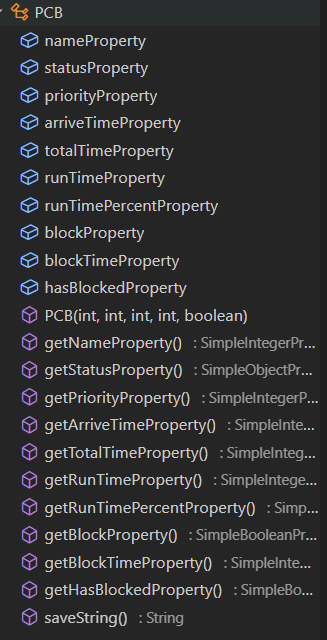 PCB
nameProperty
statusProperty
priorityProperty
arriveTimeProperty
totalTimeProperty
runTimeProperty
runTimePercentProperty
blockProperty
blockTimeProperty
hasBlockedProperty
PCB(int, int, int, int, boolean)
getNameProperty() : SimpleIntegerPr...
getStatusProperty() : SimpleObjectPr...
getPriorityProperty() : SimpleIntegerP...
getArriveTimeProperty() : SimpleInte...
getTotalTimeProperty() : SimpleInteg...
getRunTimeProperty() : SimpleIntege...
getRunTimePercentProperty() : Simp...
getBlockProperty() : SimpleBooleanPr...
getBlockTimeProperty() : SimpleInte...
getHasBlockedProperty() : SimpleBo...
saveString() : String